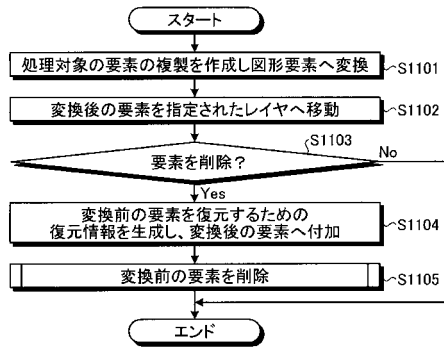 スタート
処理対象の要素の複製を作成し図形要素へ変換
S1101
変換後の要素を指定されたレイヤへ移動
S1102
S1103
要素を削除？
No
Yes
変換前の要素を復元するための
復元情報を生成し、変換後の要素へ付加
S1104
変換前の要素を削除
S1105
エンド